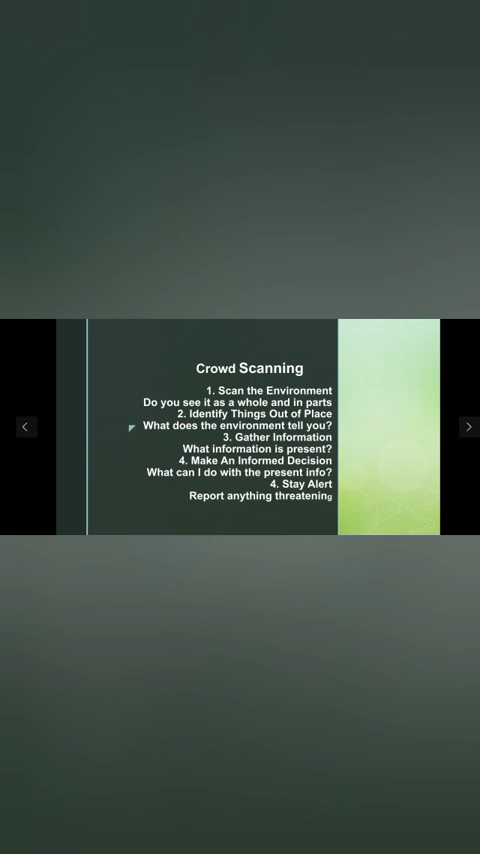 Crowd Scanning
1. Scan the Environment
Do you see it as a whole and in parts
2. Identify Things Out of Place
What does the environment tell you?
3. Gather Information
What information is present?
4. Make An Informed Decision
What can I do with the present info?
4. Stay Alert
Report anything threatening